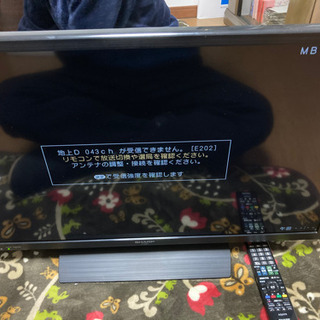 MB
地上D 043ch が受信できません。[E202]
リモコンで放送切換や選局を確認ください。
アンテナの調整・接続を確認ください。
で受信強度を確認します
SHARP